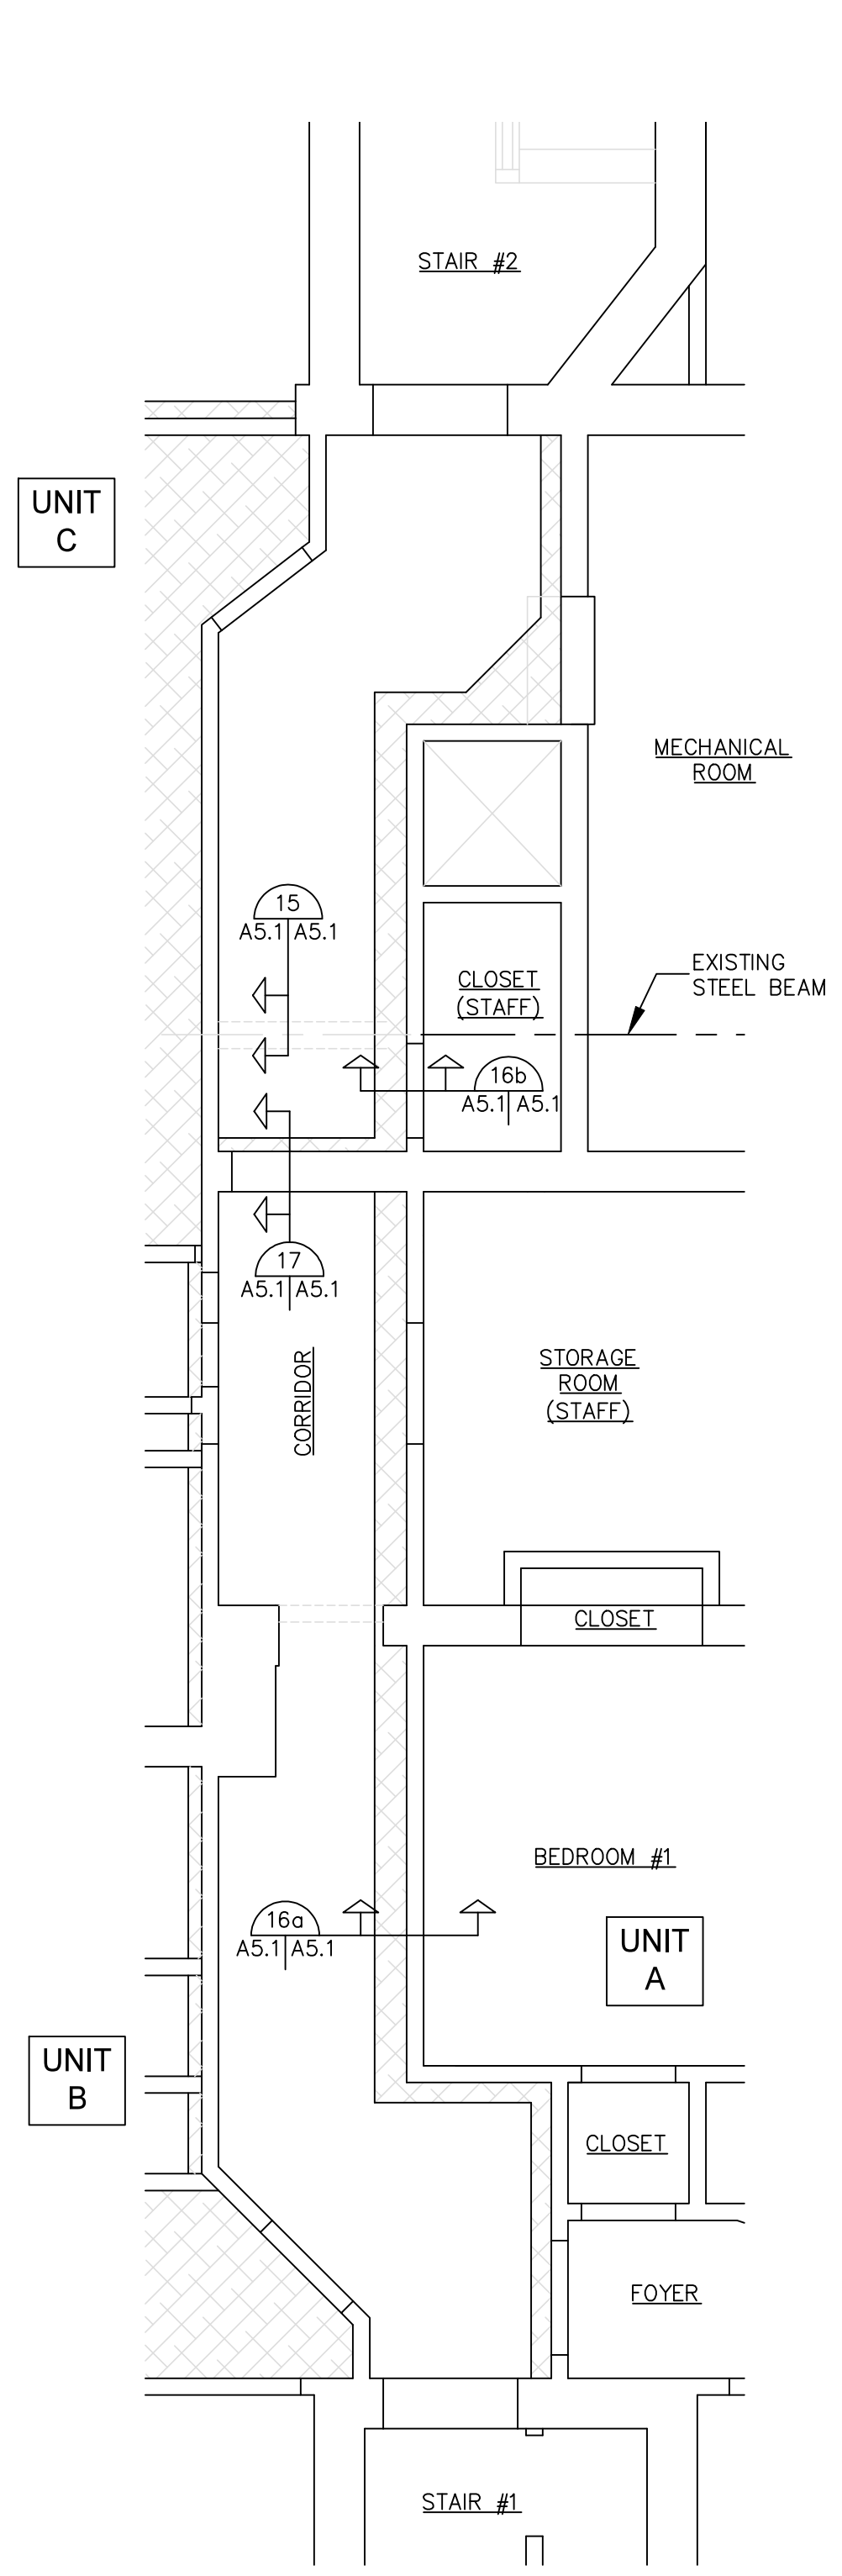 STAIR #2
UNIT
C
MECHANICAL
ROOM
15
A5.1 A5.1
EXISTING
STEEL BEAM
CLOSET
(STAFF)
16b
A5.1 A5.1
17
A5.1 A5.1
CORRIDOR
STORAGE
ROOM
(STAFF)
CLOSET
BEDROOM #1
16a
A5.1 A5.1
UNIT
A
UNIT
B
CLOSET
FOYER
STAIR #1